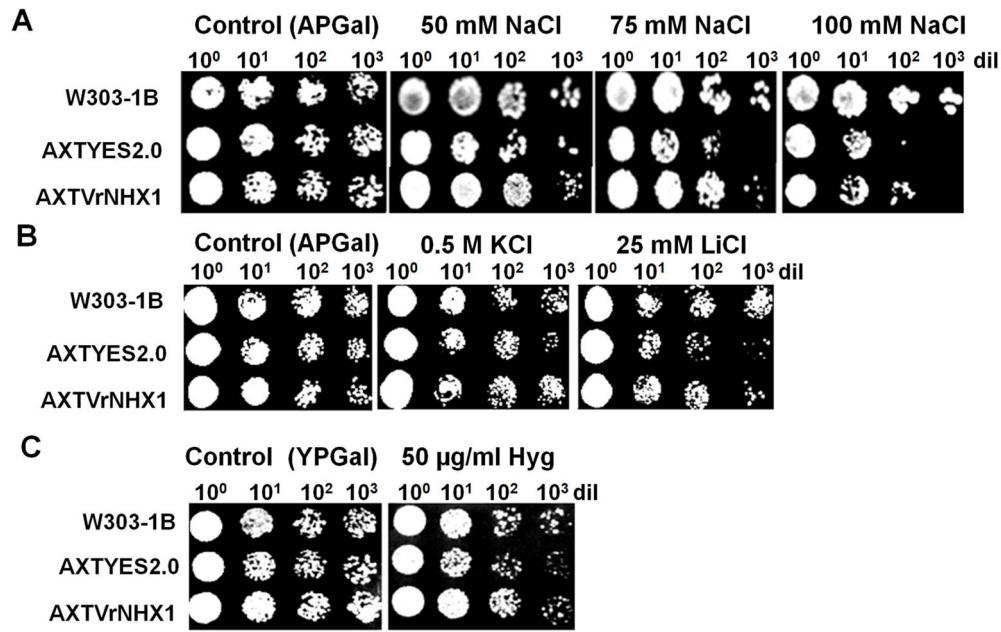 A
Control (APGal) 50 mM NaCl 75 mM NaCl 100 mM NaCl
10⁰ 10¹ 10² 10³ 10⁰ 10¹ 10² 10³ 10⁰ 10¹ 10² 10³ 10⁰ 10¹ 10² 10³ dil
W303-1B
AXTYES2.0
AXTVrNHX1
B
Control (APGal) 0.5 M KCl 25 mM LiCl
10⁰ 10¹ 10² 10³ 10⁰ 10¹ 10² 10³ 10⁰ 10¹ 10² 10³ dil
W303-1B
AXTYES2.0
AXTVrNHX1
C
Control (YPGal) 50 µg/ml Hyg
10⁰ 10¹ 10² 10³ 10⁰ 10¹ 10² 10³ dil
W303-1B
AXTYES2.0
AXTVrNHX1